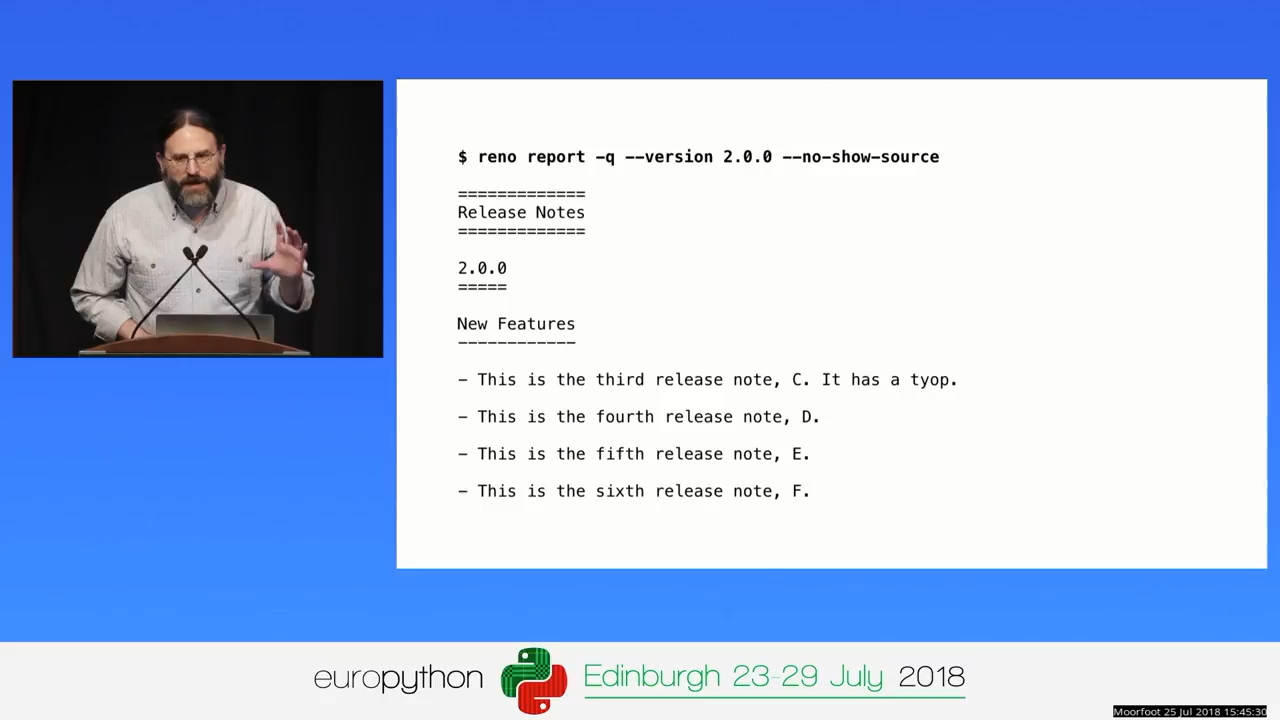 $ reno report -q --version 2.0.0 --no-show-source
=============
Release Notes
=============
2.0.0
=====
New Features
------------
- This is the third release note, C. It has a tyop.
- This is the fourth release note, D.
- This is the fifth release note, E.
- This is the sixth release note, F.
europython Edinburgh 23-29 July 2018
Moorfoot 25 Jul 2018 15:45:30